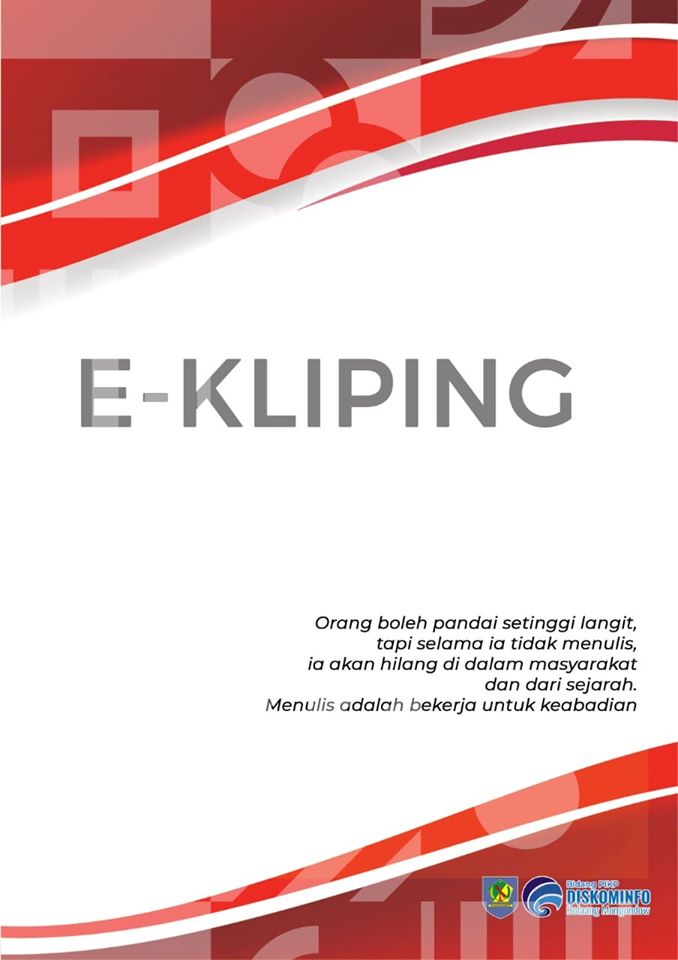 E-KLIPING
Orang boleh pandai setinggi langit,
tapi selama ia tidak menulis,
ia akan hilang di dalam masyarakat
dan dari sejarah.
Menulis adalah bekerja untuk keabadian
Bidang PIKP
DISKOMINFO
Bolaang Mongondow